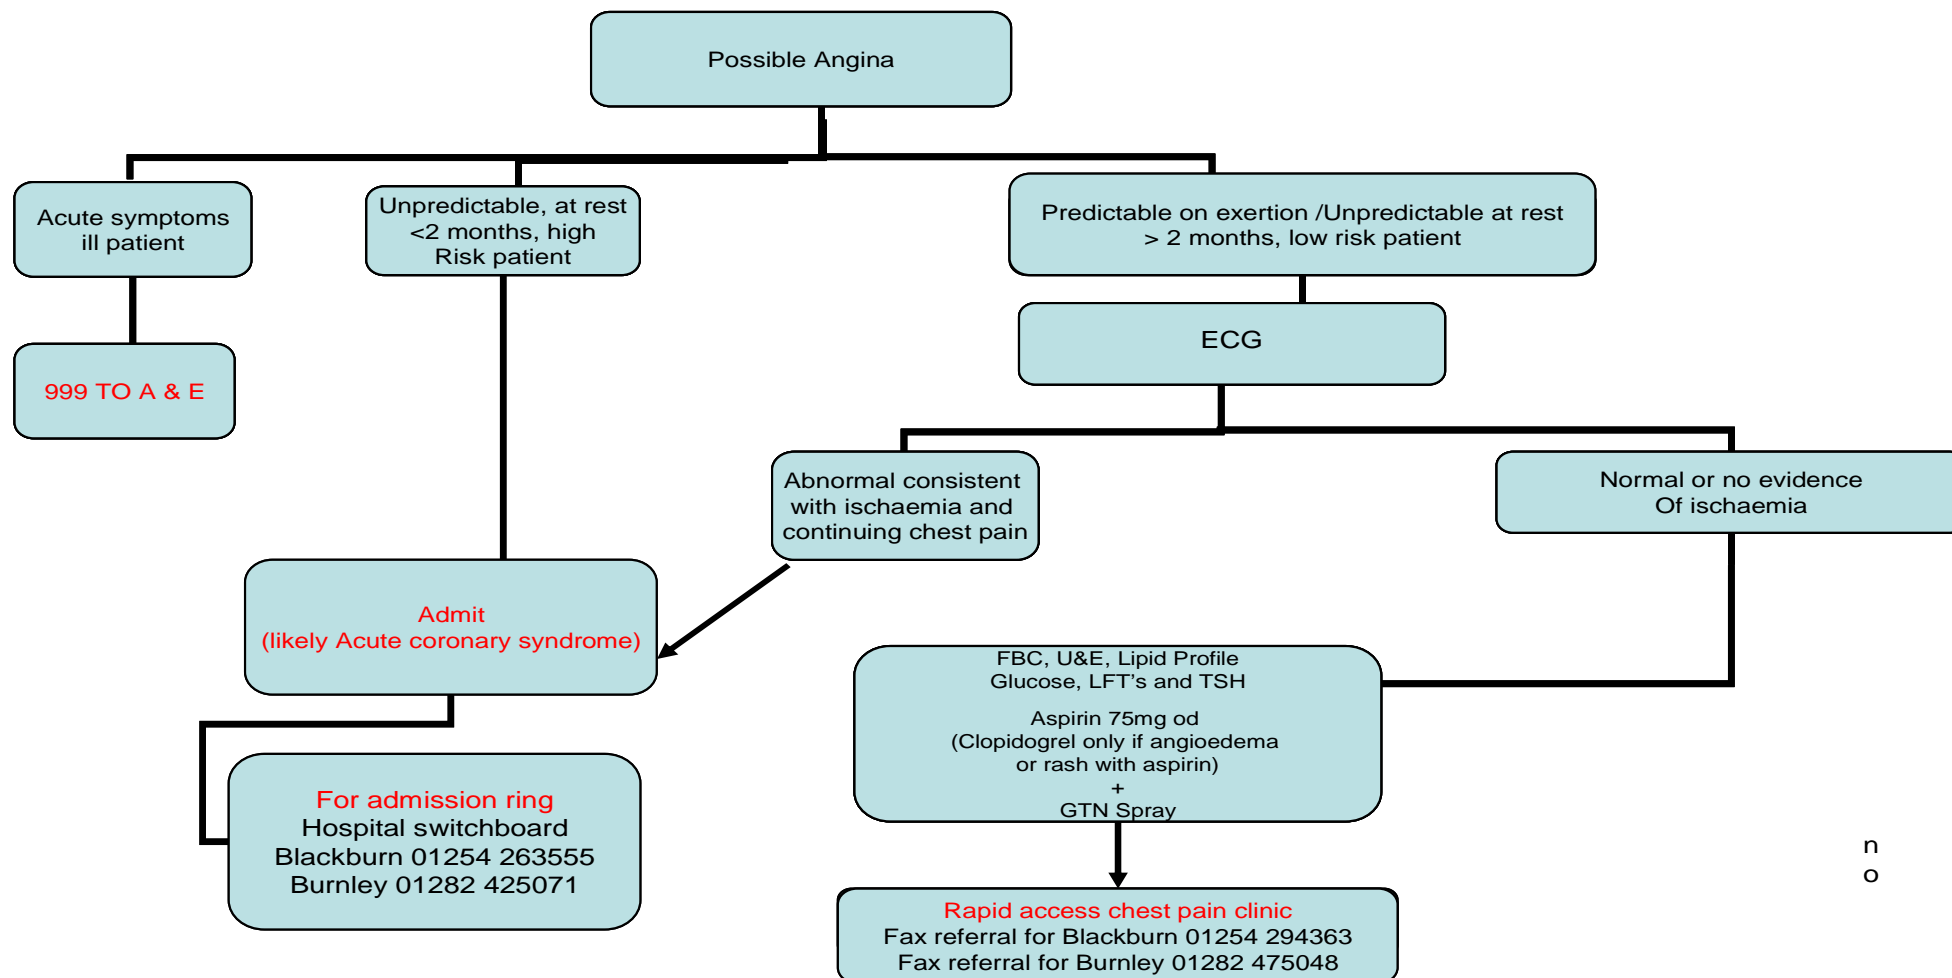 Possible Angina
Acute symptoms
ill patient
Unpredictable, at rest
<2 months, high
Risk patient
Predictable on exertion /Unpredictable at rest
> 2 months, low risk patient
999 TO A & E
ECG
Abnormal consistent
with ischaemia and
continuing chest pain
Normal or no evidence
Of ischaemia
Admit
(likely Acute coronary syndrome)
FBC, U&E, Lipid Profile
Glucose, LFT's and TSH
Aspirin 75mg od
(Clopidogrel only if angioedema
or rash with aspirin)
+
GTN Spray
For admission ring
Hospital switchboard
Blackburn 01254 263555
Burnley 01282 425071
n
o
Rapid access chest pain clinic
Fax referral for Blackburn 01254 294363
Fax referral for Burnley 01282 475048